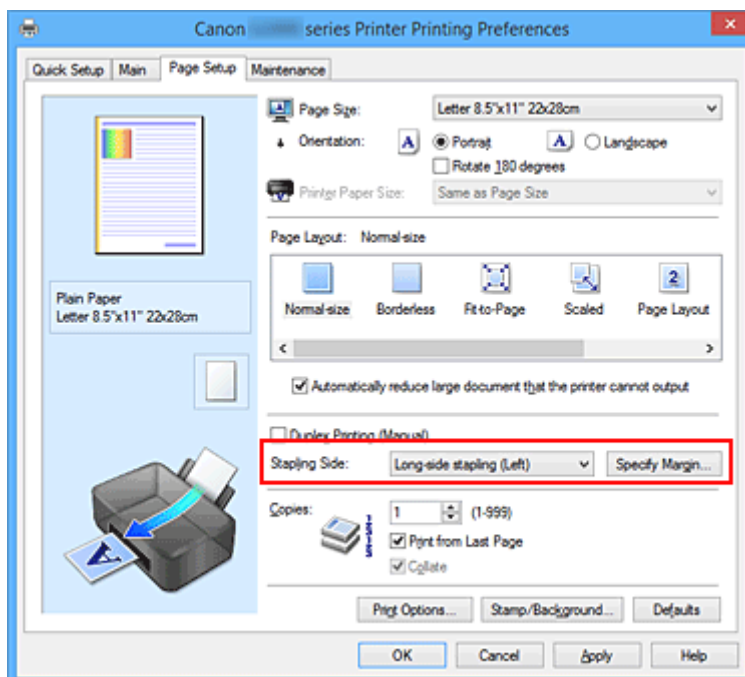 Canon series Printer Printing Preferences
Quick Setup Main Page Setup Maintenance
Page Size: Letter 8.5"x11" 22x28cm
Orientation: A Portrait A Landscape
Rotate 180 degrees
Printer Paper Size: Same as Page Size
Page Layout: Normal-size
2
Normal-size Borderless Fit-to-Page Scaled Page Layout
Plain Paper
Letter 8.5"x11" 22x28cm
Automatically reduce large document that the printer cannot output
Duplex Printing (Manual)
Stapling Side: Long-side stapling (Left) Specify Margin...
Copies: 1 (1-999)
Print from Last Page
Collate
A
Print Options... Stamp/Background... Defaults
OK Cancel Apply Help